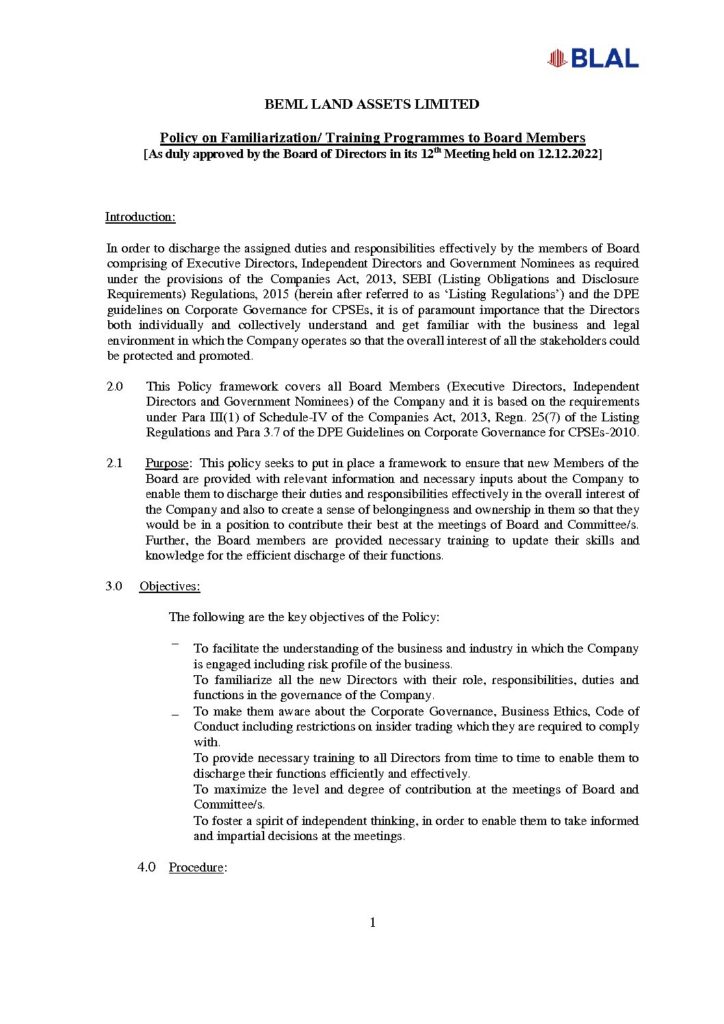 BLAL
BEML LAND ASSETS LIMITED
Policy on Familiarization/ Training Programmes to Board Members
[As duly approved by the Board of Directors in its 12th Meeting held on 12.12.2022]
Introduction:
In order to discharge the assigned duties and responsibilities effectively by the members of Board
comprising of Executive Directors, Independent Directors and Government Nominees as required
under the provisions of the Companies Act, 2013, SEBI (Listing Obligations and Disclosure
Requirements) Regulations, 2015 (herein after referred to as ‘Listing Regulations’) and the DPE
guidelines on Corporate Governance for CPSEs, it is of paramount importance that the Directors
both individually and collectively understand and get familiar with the business and legal
environment in which the Company operates so that the overall interest of all the stakeholders could
be protected and promoted.
2.0 This Policy framework covers all Board Members (Executive Directors, Independent
Directors and Government Nominees) of the Company and it is based on the requirements
under Para III(1) of Schedule-IV of the Companies Act, 2013, Regn. 25(7) of the Listing
Regulations and Para 3.7 of the DPE Guidelines on Corporate Governance for CPSEs-2010.
2.1 Purpose: This policy seeks to put in place a framework to ensure that new Members of the
Board are provided with relevant information and necessary inputs about the Company to
enable them to discharge their duties and responsibilities effectively in the overall interest of
the Company and also to create a sense of belongingness and ownership in them so that they
would be in a position to contribute their best at the meetings of Board and Committee/s.
Further, the Board members are provided necessary training to update their skills and
knowledge for the efficient discharge of their functions.
3.0 Objectives:
The following are the key objectives of the Policy:
– To facilitate the understanding of the business and industry in which the Company
is engaged including risk profile of the business.
To familiarize all the new Directors with their role, responsibilities, duties and
functions in the governance of the Company.
– To make them aware about the Corporate Governance, Business Ethics, Code of
Conduct including restrictions on insider trading which they are required to comply
with.
To provide necessary training to all Directors from time to time to enable them to
discharge their functions efficiently and effectively.
To maximize the level and degree of contribution at the meetings of Board and
Committee/s.
To foster a spirit of independent thinking, in order to enable them to take informed
and impartial decisions at the meetings.
4.0 Procedure:
1